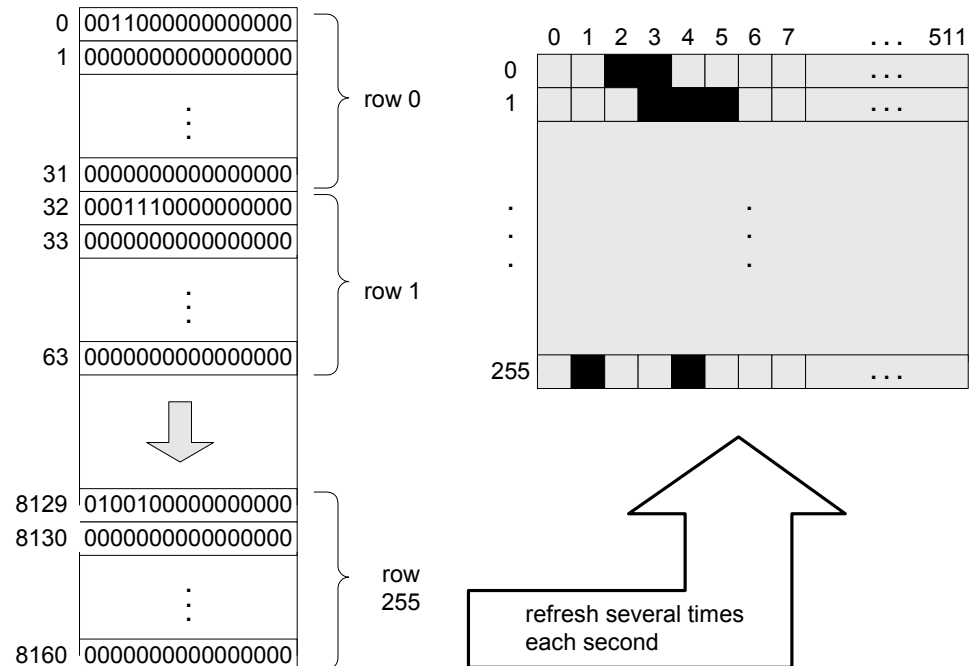 0 0011000000000000
1 0000000000000000
.
.
.
row 0
31 0000000000000000
32 0001110000000000
33 0000000000000000
.
.
.
row 1
63 0000000000000000
8129 0100100000000000
8130 0000000000000000
.
.
.
row
255
8160 0000000000000000
0 1 2 3 4 5 6 7 . . . 511
0 . . .
1 . . .
. .
. .
. .
255 . . .
refresh several times
each second